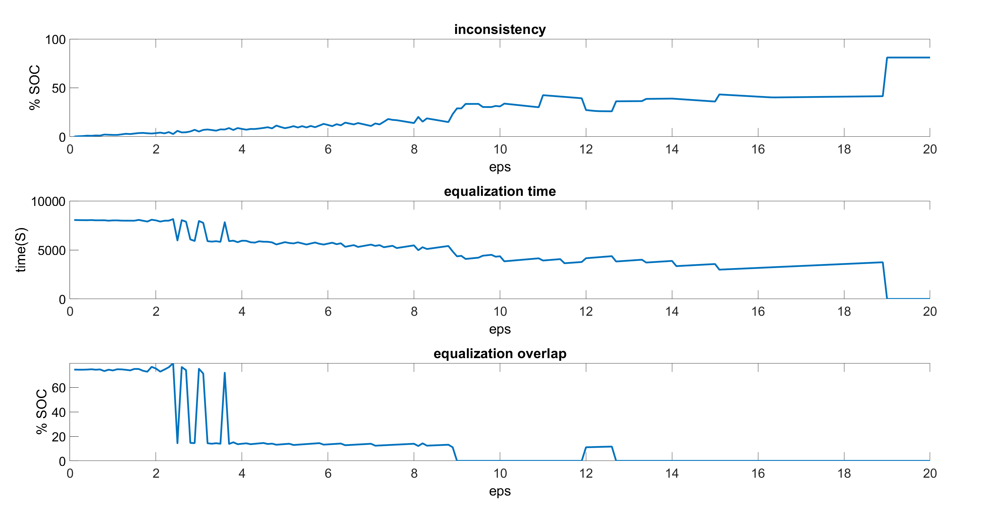 inconsistency
100
50
0
% SOC
0 2 4 6 8 10 12 14 16 18 20
eps
equalization time
10000
5000
0
time(S)
0 2 4 6 8 10 12 14 16 18 20
eps
equalization overlap
60
40
20
0
% SOC
0 2 4 6 8 10 12 14 16 18 20
eps